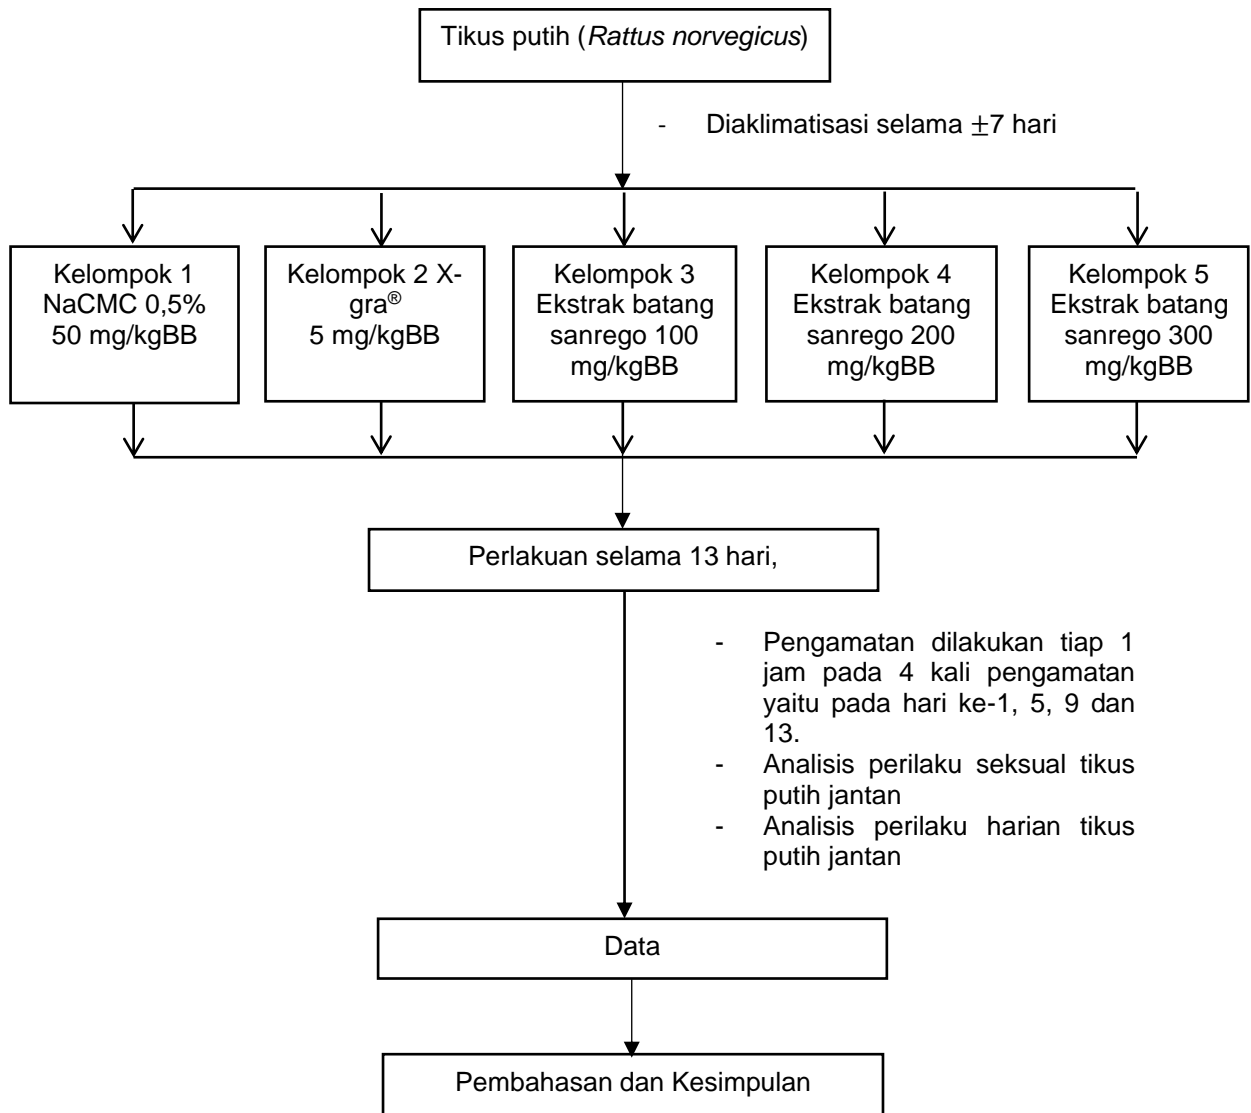 Tikus putih (Rattus norvegicus)
- Diaklimatisasi selama ±7 hari
Kelompok 1
NaCMC 0,5%
50 mg/kgBB
Kelompok 2 X-
gra®
5 mg/kgBB
Kelompok 3
Ekstrak batang
sanrego 100
mg/kgBB
Kelompok 4
Ekstrak batang
sanrego 200
mg/kgBB
Kelompok 5
Ekstrak batang
sanrego 300
mg/kgBB
Perlakuan selama 13 hari,
- Pengamatan dilakukan tiap 1
jam pada 4 kali pengamatan
yaitu pada hari ke-1, 5, 9 dan
13.
- Analisis perilaku seksual tikus
putih jantan
- Analisis perilaku harian tikus
putih jantan
Data
Pembahasan dan Kesimpulan